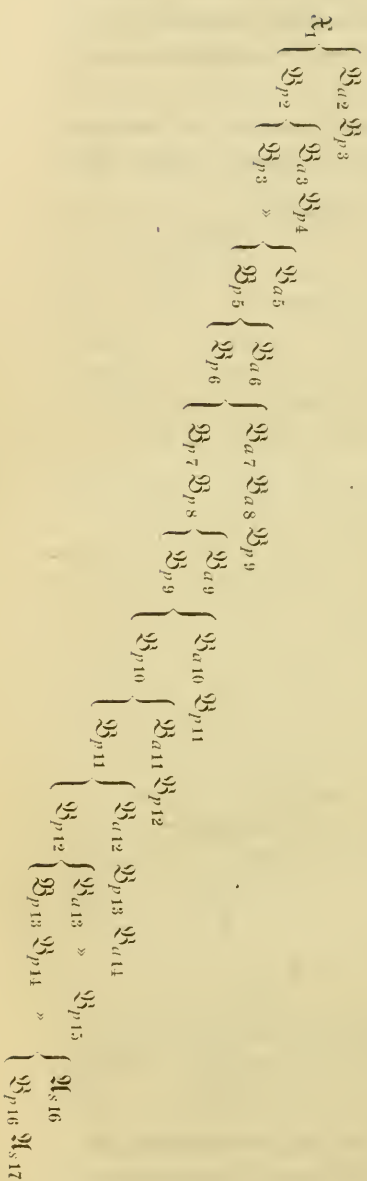 𝔅a2 𝔅p3
𝔛1 {
𝔅a3 𝔅p4
𝔅p2 {
𝔅a5
𝔅p3 » {
𝔅a6
𝔅p5 {
𝔅a7 𝔅a8 𝔅p9
𝔅p6 {
𝔅a9
𝔅p7 𝔅p8 {
𝔅a10 𝔅p11
𝔅p9 {
𝔅a11 𝔅p12
𝔅p10 {
𝔅a12 𝔅p13 𝔅a14
𝔅p11 {
𝔅a13 » 𝔅p15
𝔅p12 {
𝔄s16
𝔅p13 𝔅p14 » {
𝔅p16 𝔄s17